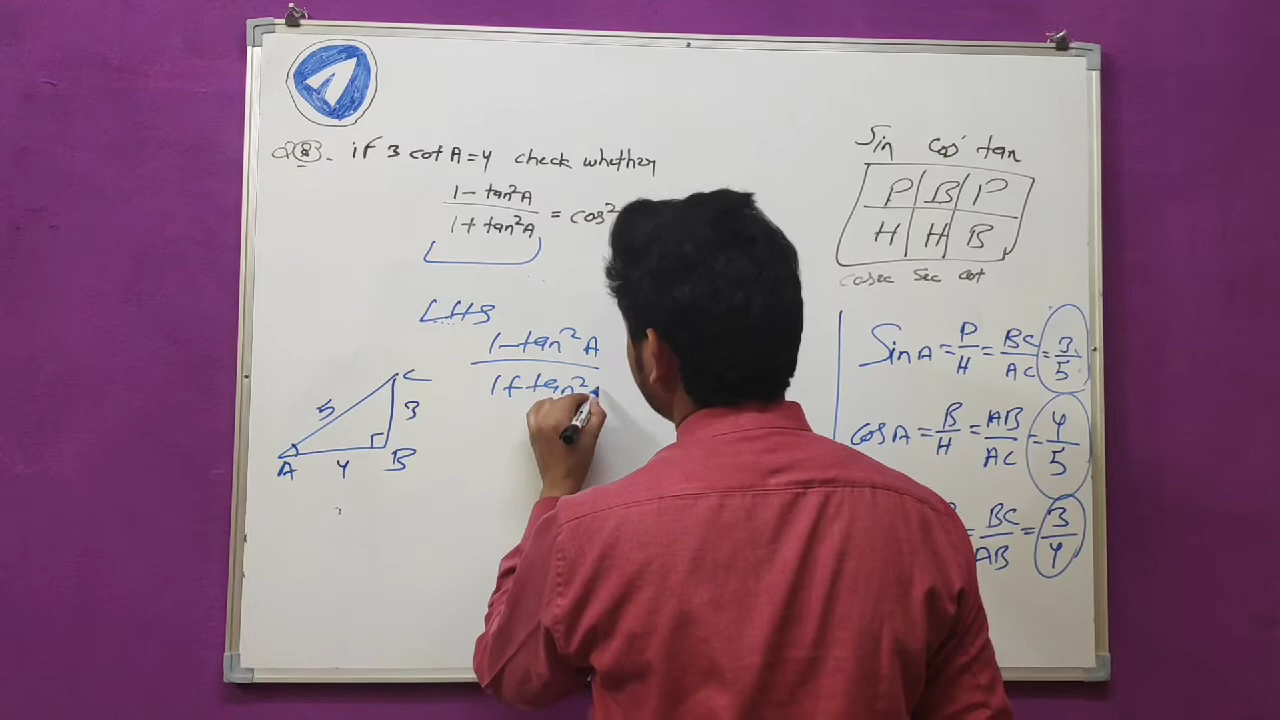 Q8. if 3 cot A = 4 check whether
1 - tan²A
1 + tan²A
= cos²
LHS
1 - tan²A
1 + tan²A
C
5
3
A
4
B
Sin cos tan
P B P
H H B
cosec sec cot
Sin A = P/H = BC/AC = 3/5
cos A = B/H = AB/AC = 4/5
= BC/AB = 3/4